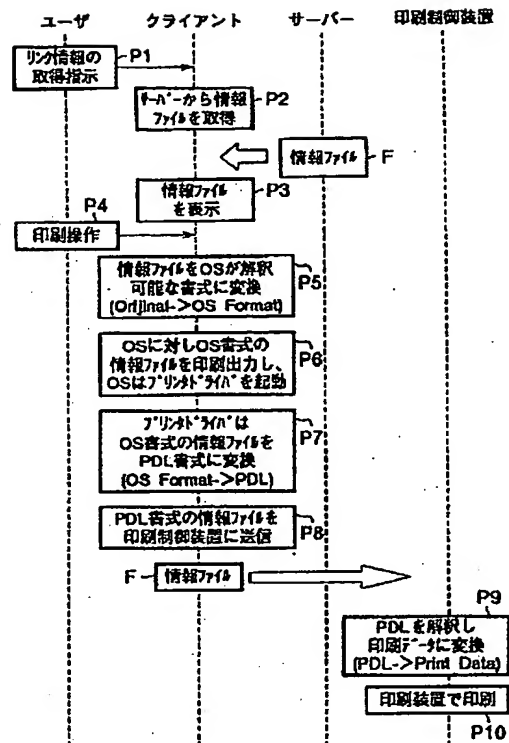 ユーザ クライアント サーバー 印刷制御装置
リンク情報の
取得指示
P1
サーバーから情報
ファイルを取得
P2
情報ファイル
F
情報ファイル
を表示
P3
P4
印刷操作
情報ファイルをOSが解釈
可能な書式に変換
(Orijinal->OS Format)
P5
OSに対しOS書式の
情報ファイルを印刷出力し、
OSはプリンタドライバを起動
P6
プリンタドライバは
OS書式の情報ファイルを
PDL書式に変換
(OS Format->PDL)
P7
PDL書式の情報ファイルを
印刷制御装置に送信
P8
F
情報ファイル
P9
PDLを解釈し
印刷データに変換
(PDL->Print Data)
印刷装置で印刷
P10